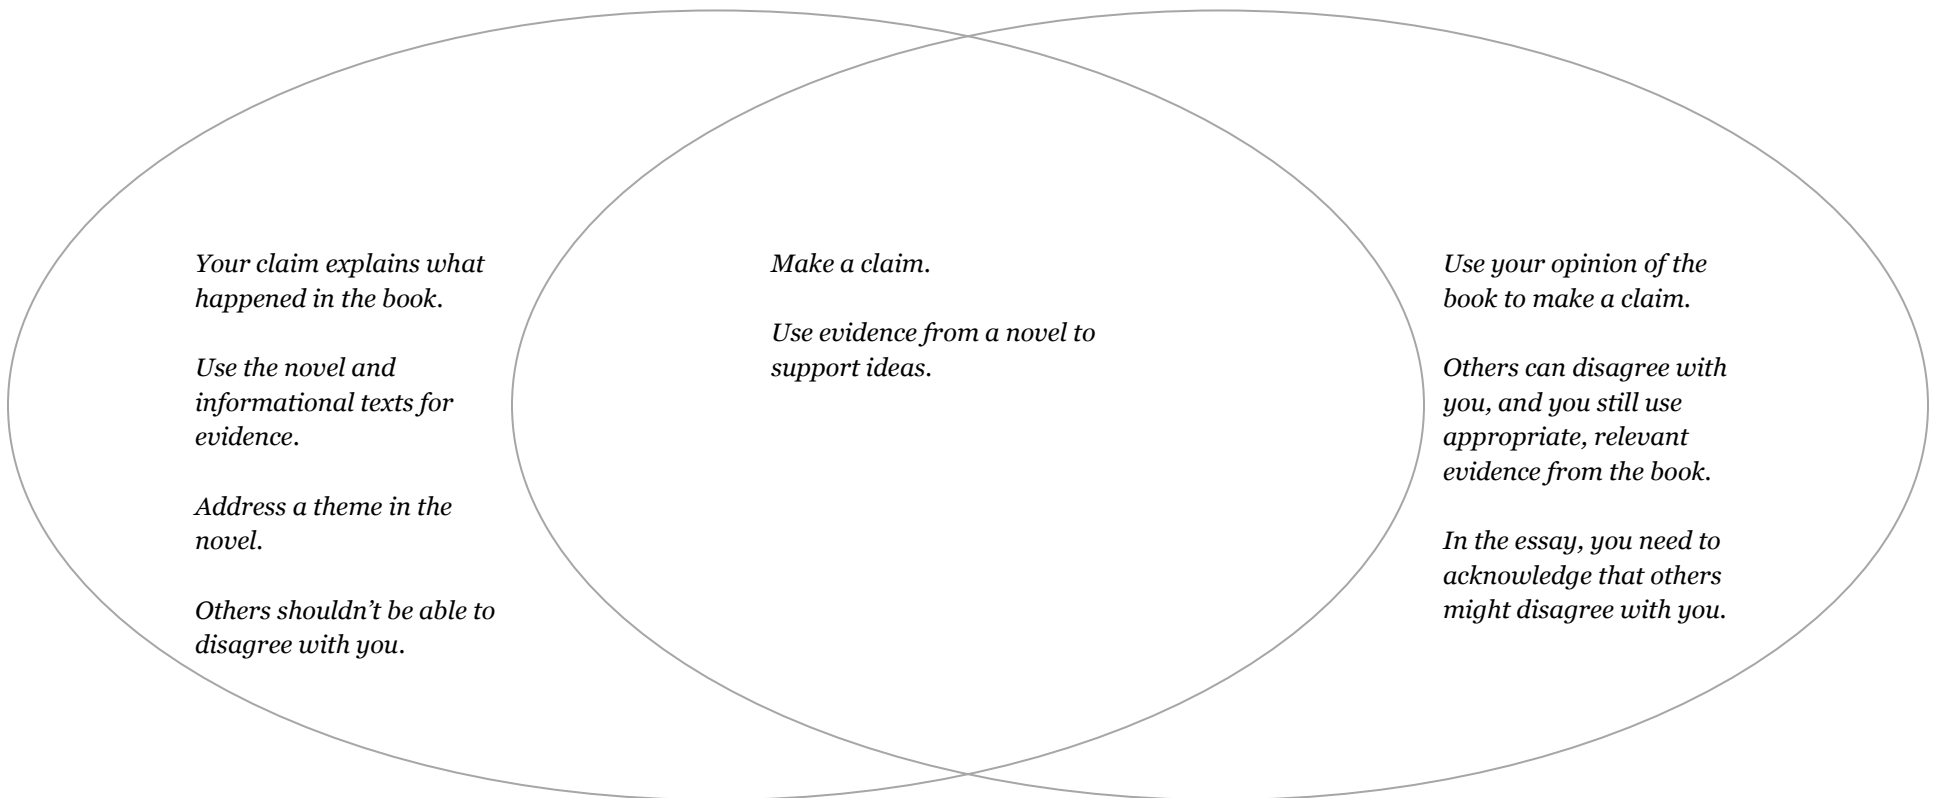 Your claim explains what
happened in the book.
Use the novel and
informational texts for
evidence.
Address a theme in the
novel.
Others shouldn’t be able to
disagree with you.
Make a claim.
Use evidence from a novel to
support ideas.
Use your opinion of the
book to make a claim.
Others can disagree with
you, and you still use
appropriate, relevant
evidence from the book.
In the essay, you need to
acknowledge that others
might disagree with you.